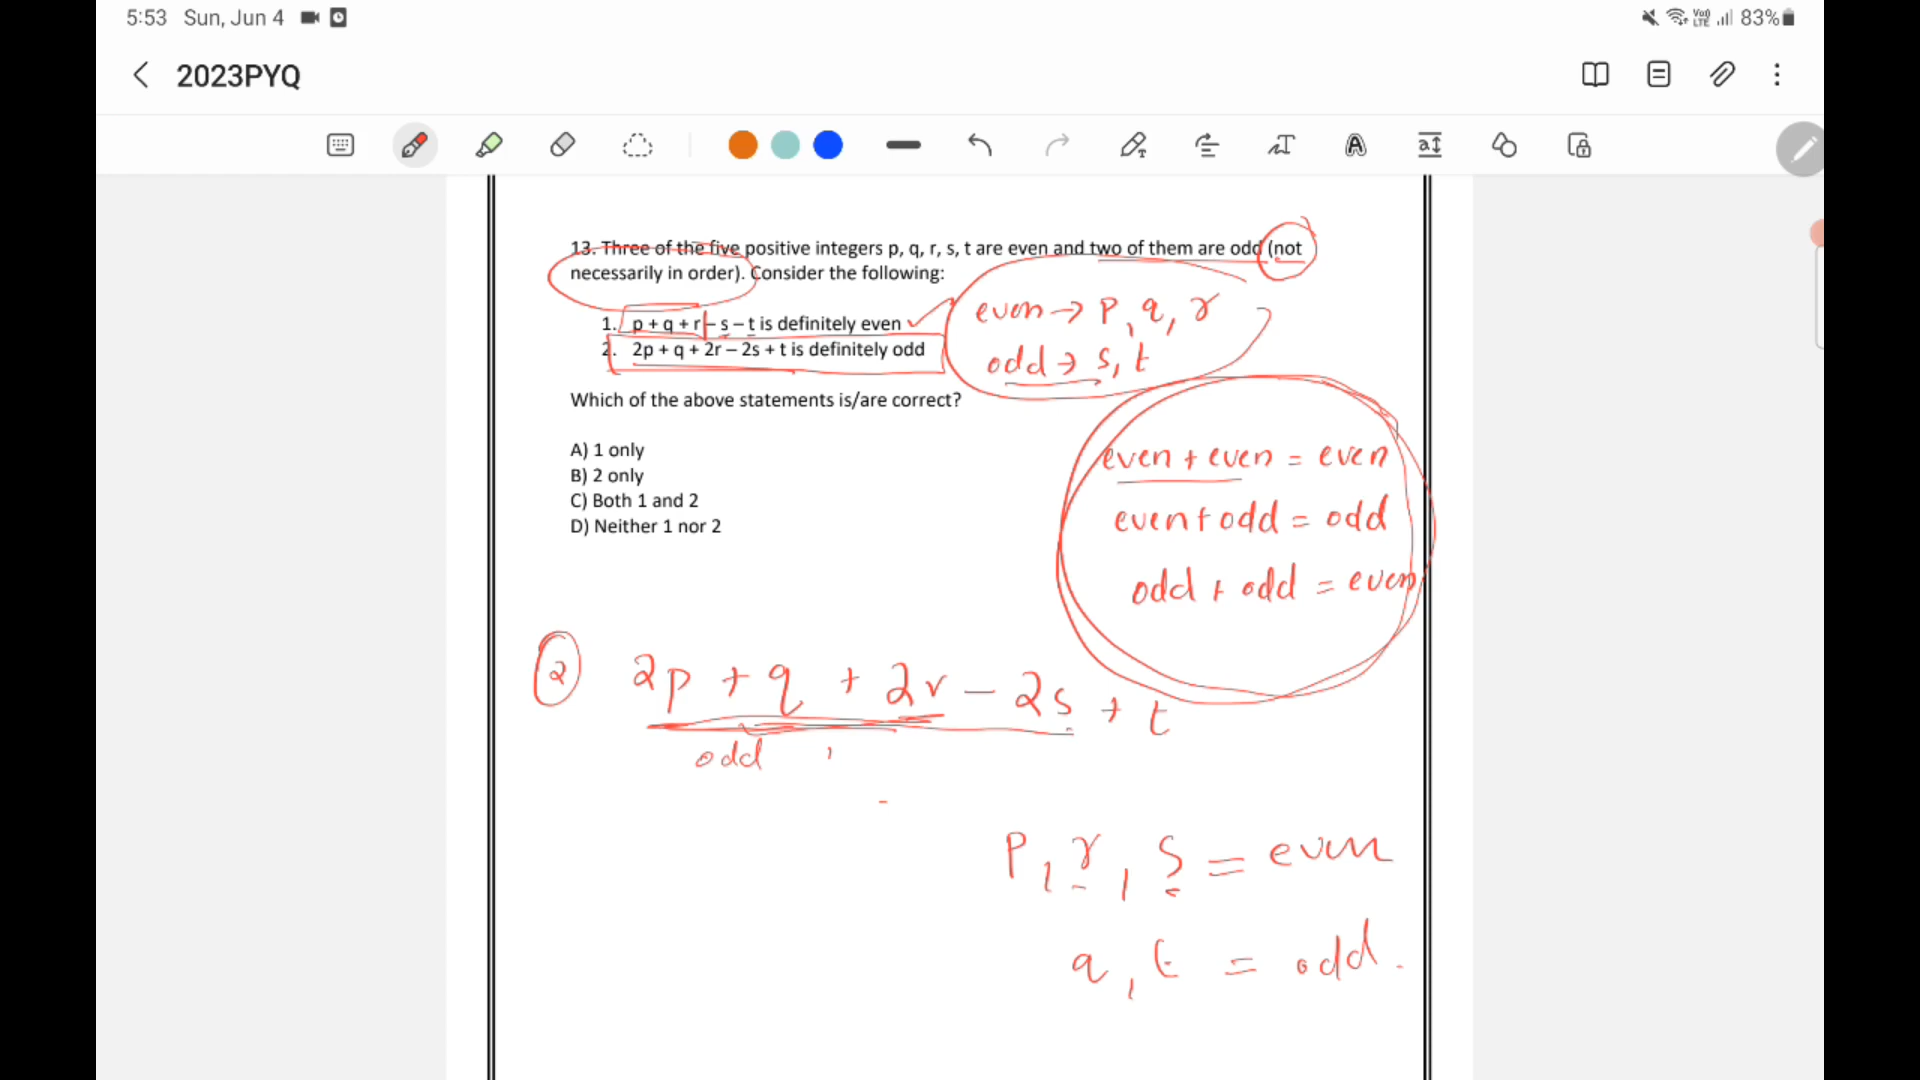 5:53 Sun, Jun 4
Vo)) LTE 83%
2023PYQ
13. Three of the five positive integers p, q, r, s, t are even and two of them are odd (not
necessarily in order). Consider the following:
1. p + q + r – s – t is definitely even
2. 2p + q + 2r – 2s + t is definitely odd
even → p, q, r
odd → s, t
Which of the above statements is/are correct?
A) 1 only
B) 2 only
C) Both 1 and 2
D) Neither 1 nor 2
even + even = even
even + odd = odd
odd + odd = even
2 2p + q + 2r – 2s + t
odd
P, r, s = even
q, t = odd.